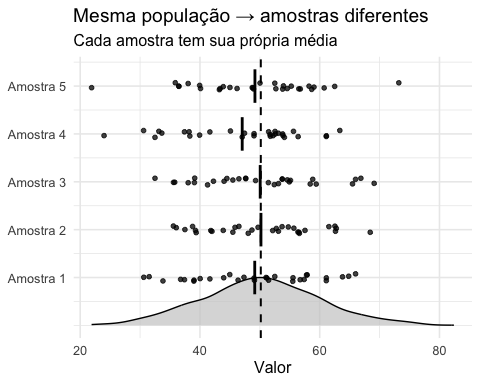 Mesma população → amostras diferentes
Cada amostra tem sua própria média
Amostra 5
Amostra 4
Amostra 3
Amostra 2
Amostra 1
20 40 60 80
Valor